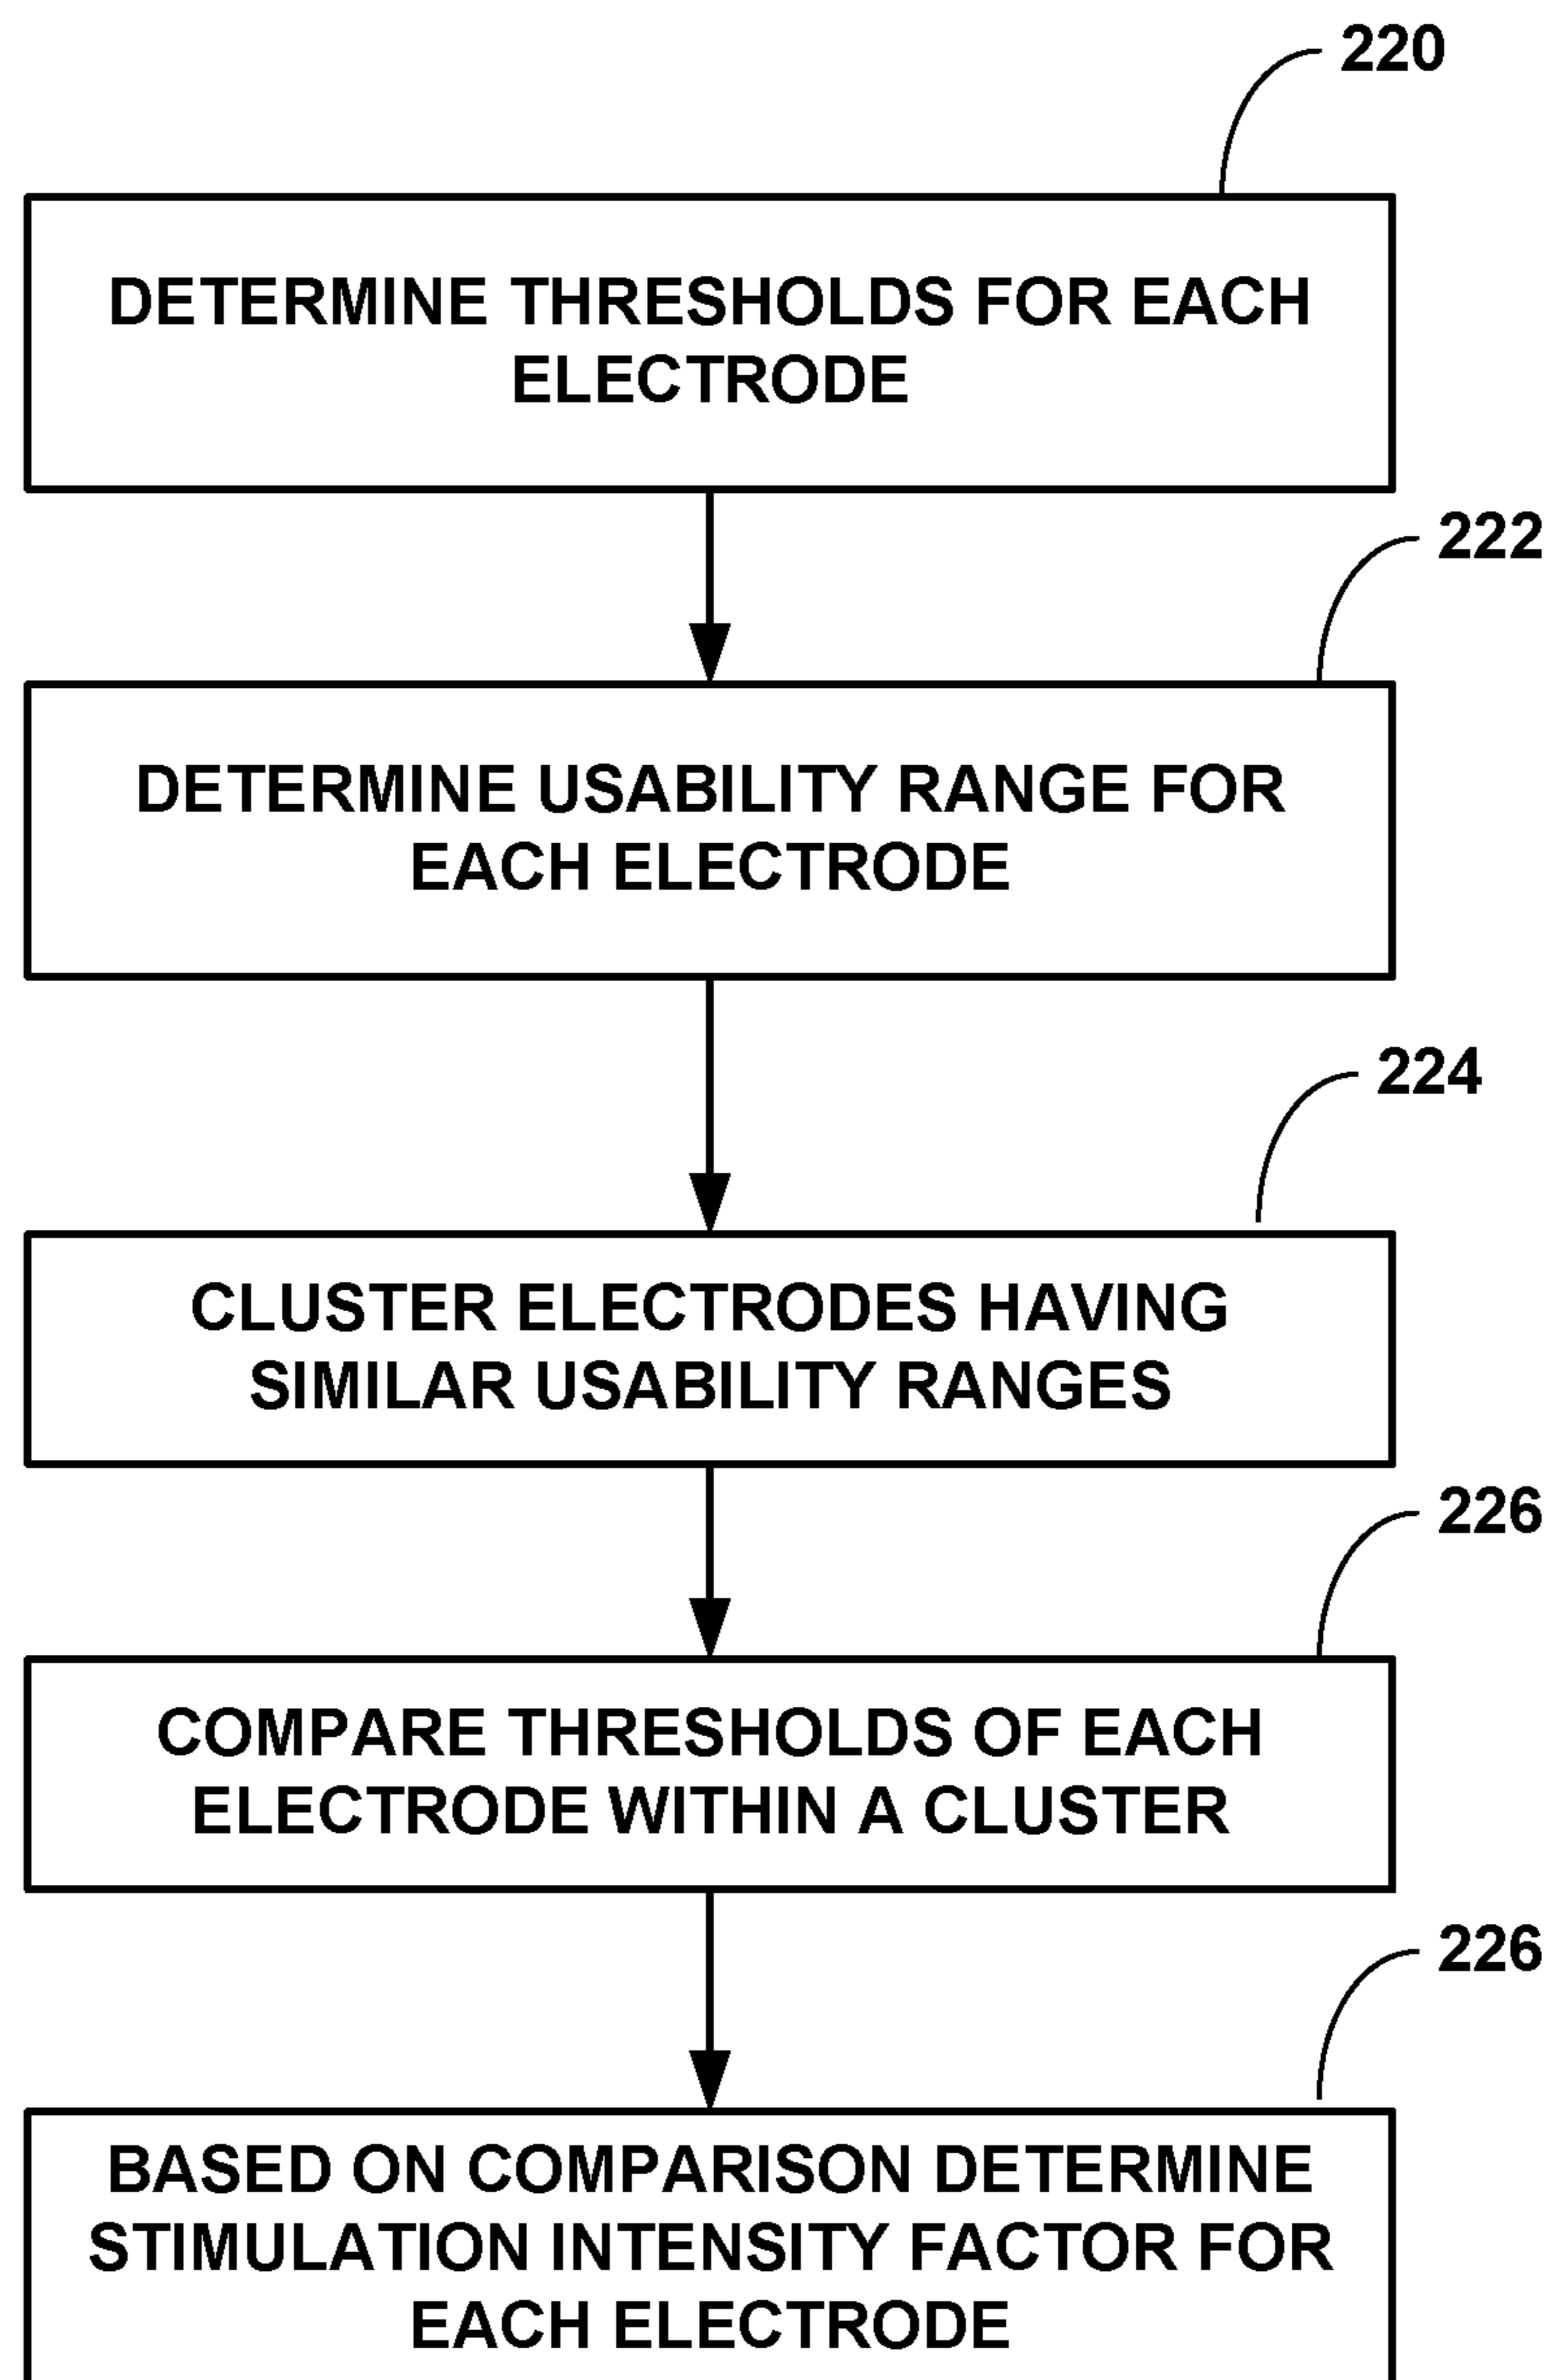 220
DETERMINE THRESHOLDS FOR EACH
ELECTRODE
222
DETERMINE USABILITY RANGE FOR
EACH ELECTRODE
224
CLUSTER ELECTRODES HAVING
SIMILAR USABILITY RANGES
226
COMPARE THRESHOLDS OF EACH
ELECTRODE WITHIN A CLUSTER
226
BASED ON COMPARISON DETERMINE
STIMULATION INTENSITY FACTOR FOR
EACH ELECTRODE